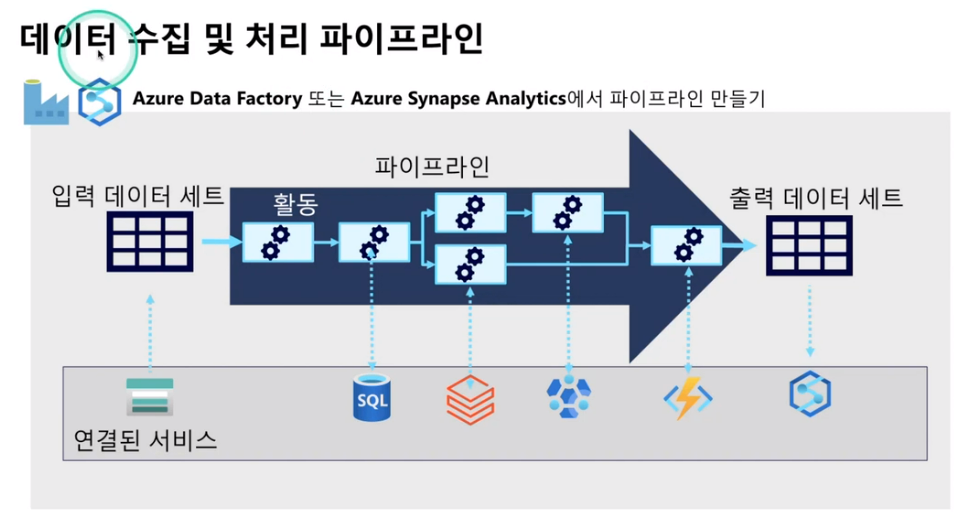 데이터 수집 및 처리 파이프라인
Azure Data Factory 또는 Azure Synapse Analytics에서 파이프라인 만들기
파이프라인
입력 데이터 세트
활동
출력 데이터 세트
SQL
연결된 서비스